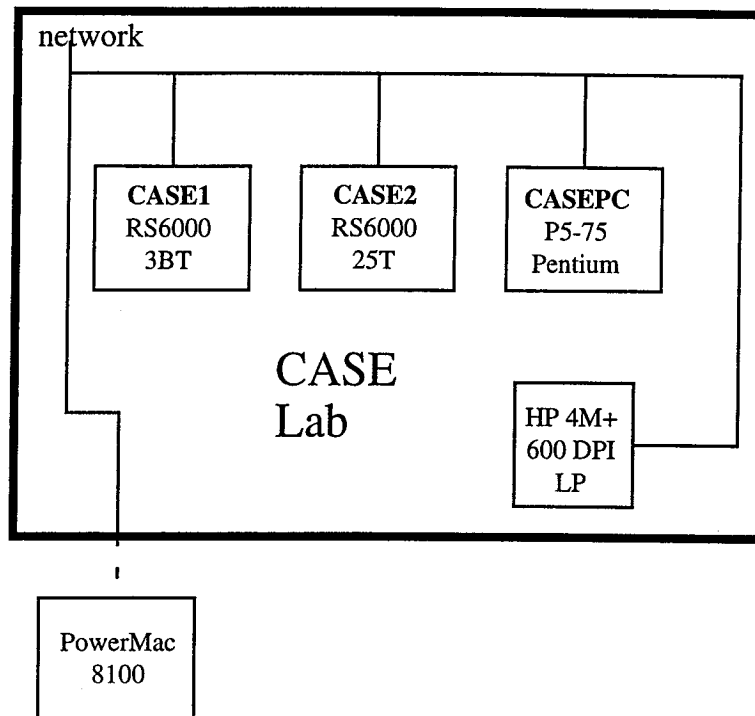 network
CASE1
RS6000
3BT
CASE2
RS6000
25T
CASEPC
P5-75
Pentium
CASE
Lab
HP 4M+
600 DPI
LP
PowerMac
8100